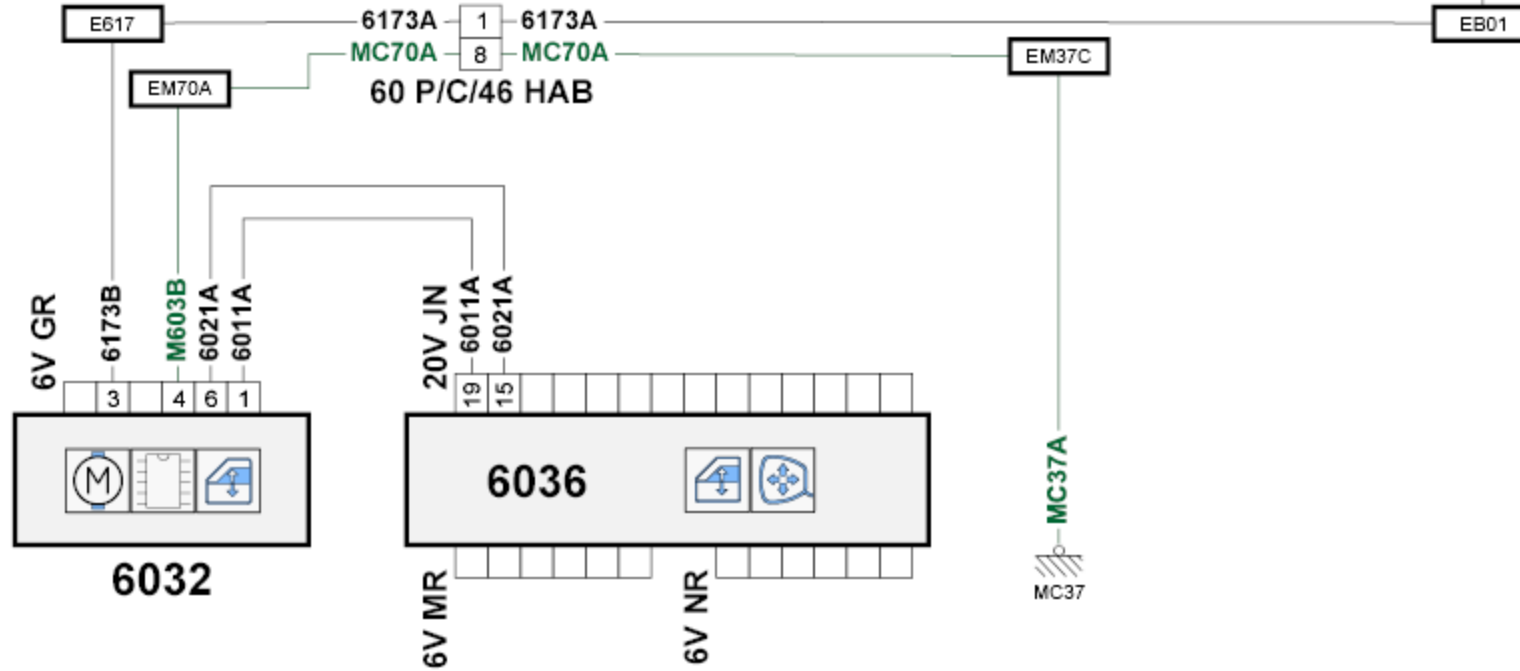 E617
6173A 1 6173A
EB01
MC70A 8 MC70A
EM37C
EM70A
60 P/C/46 HAB
6V GR
6173B
M603B
6021A
6011A
20V JN
6011A
6021A
3 4 6 1
19 15
M
6036
MC37A
6032
6V MR
6V NR
MC37